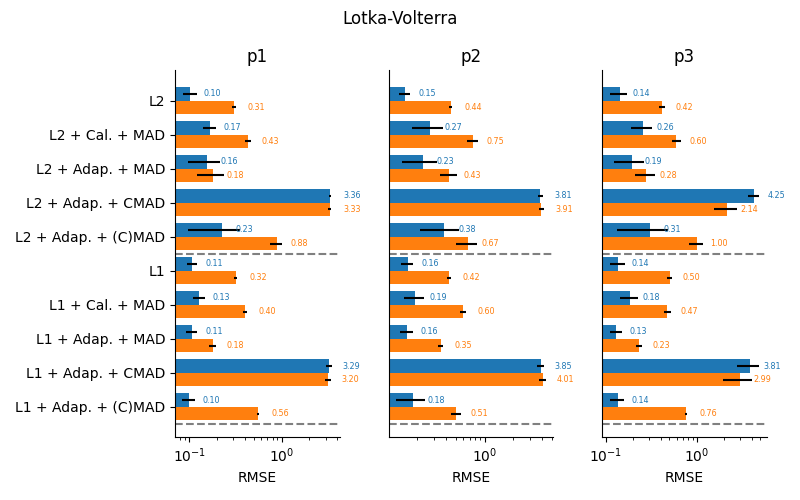 Lotka-Volterra
p1 p2 p3
L2 0.10 0.15 0.14
0.31 0.44 0.42
L2 + Cal. + MAD 0.17 0.27 0.26
0.43 0.75 0.60
L2 + Adap. + MAD 0.16 0.23 0.19
0.18 0.43 0.28
L2 + Adap. + CMAD 3.36 3.81 4.25
3.33 3.91 2.14
L2 + Adap. + (C)MAD 0.23 0.38 0.31
0.88 0.67 1.00
L1 0.11 0.16 0.14
0.32 0.42 0.50
L1 + Cal. + MAD 0.13 0.19 0.18
0.40 0.60 0.47
L1 + Adap. + MAD 0.11 0.16 0.13
0.18 0.35 0.23
L1 + Adap. + CMAD 3.29 3.85 3.81
3.20 4.01 2.99
L1 + Adap. + (C)MAD 0.10 0.18 0.14
0.56 0.51 0.76
10⁻¹ 10⁰ 10⁰ 10⁻¹ 10⁰
RMSE RMSE RMSE